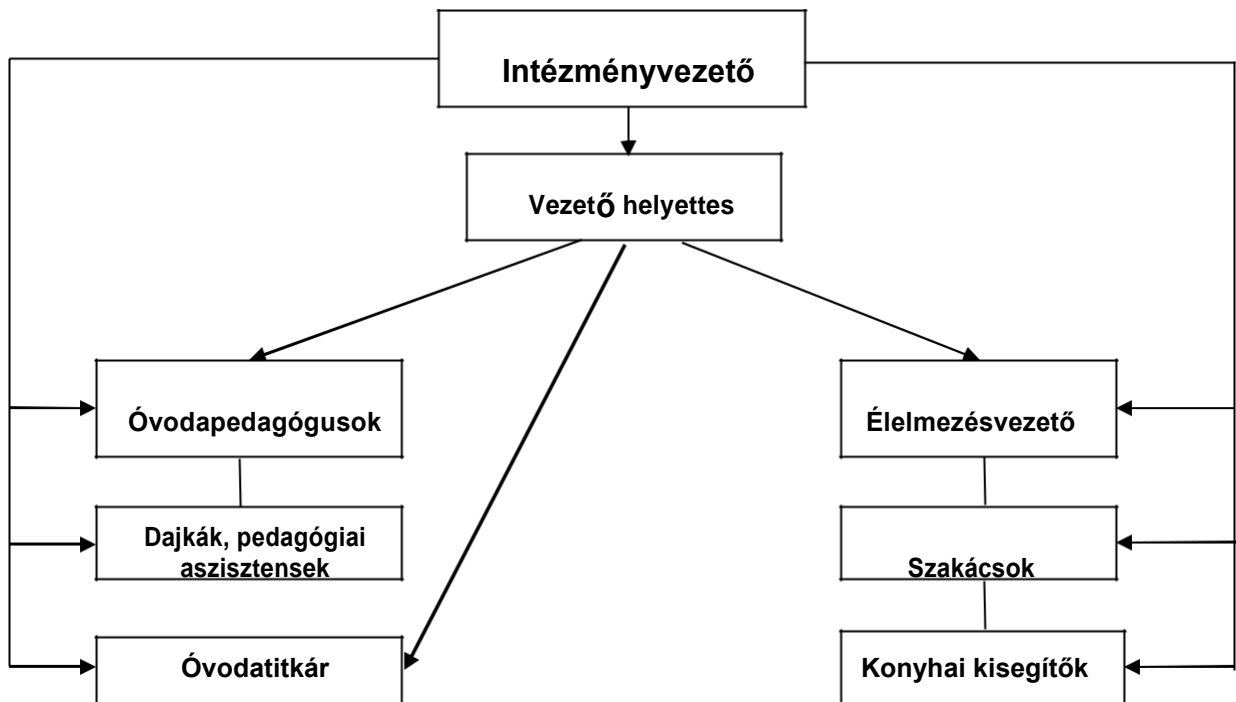 Intézményvezető
Vezető helyettes
Óvodapedagógusok
Élelmezésvezető
Dajkák, pedagógiai
aszisztensek
Szakácsok
Óvodatitkár
Konyhai kisegítők